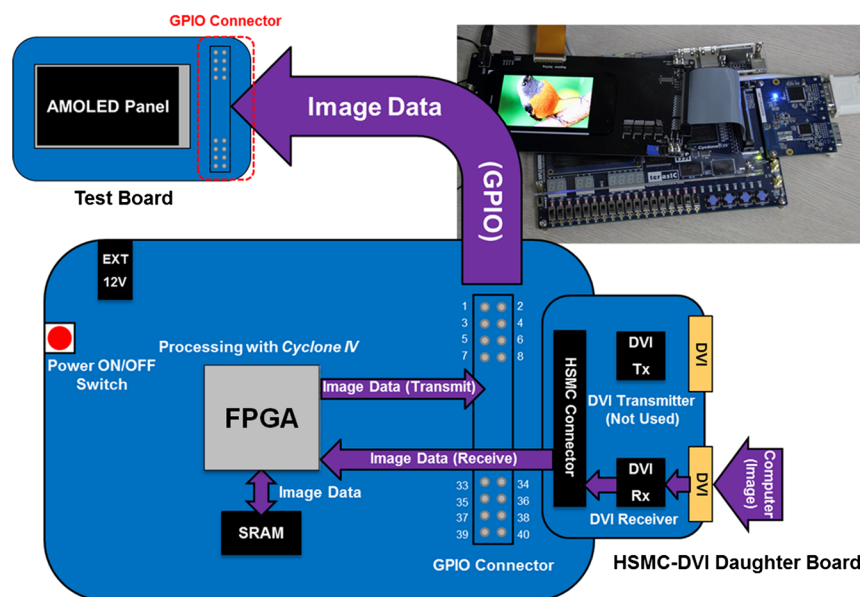 GPIO Connector
AMOLED Panel
Test Board
Image Data
(GPIO)
terasIC
EXT
12V
Power ON/OFF
Switch
Processing with Cyclone IV
FPGA
Image Data (Transmit)
Image Data (Receive)
Image Data
SRAM
1 2
3 4
5 6
7 8
33 34
35 36
37 38
39 40
GPIO Connector
HSMC Connector
DVI
Tx
DVI
DVI Transmitter
(Not Used)
DVI
Rx
DVI
DVI Receiver
Computer
(Image)
HSMC-DVI Daughter Board